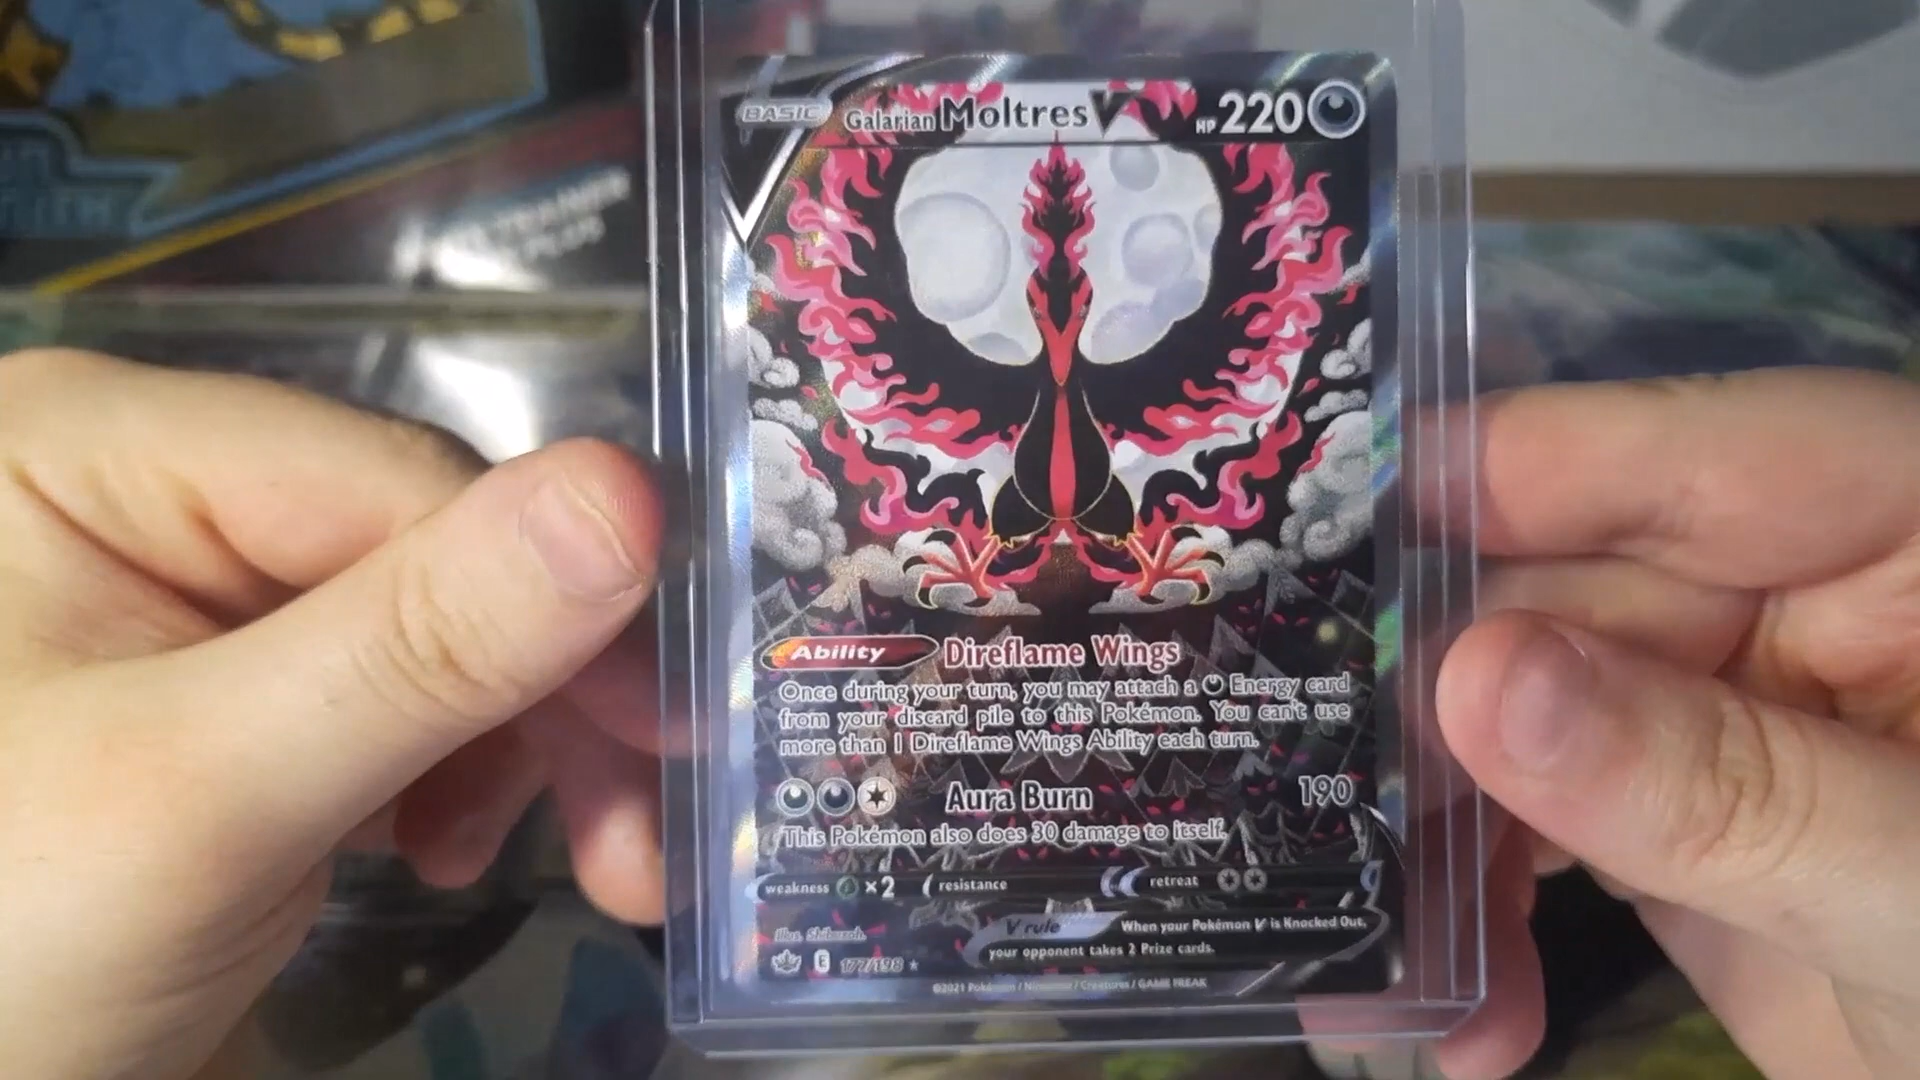 BASIC Galarian Moltres V HP 220
Ability Direflame Wings
Once during your turn, you may attach a Energy card
from your discard pile to this Pokémon. You can't use
more than 1 Direflame Wings Ability each turn.
Aura Burn 190
This Pokémon also does 30 damage to itself.
weakness ×2 resistance retreat
V rule When your Pokémon V is Knocked Out,
your opponent takes 2 Prize cards.
Illus. Shibuzoh.
E 177/198
©2021 Pokémon / Nintendo / Creatures / GAME FREAK